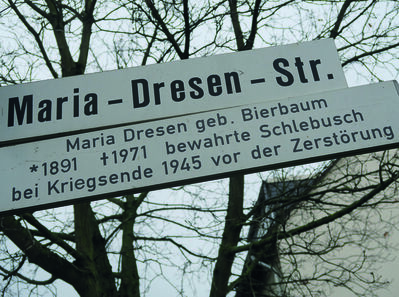 Maria - Dresen - Str.
Maria Dresen geb. Bierbaum
*1891 †1971 bewahrte Schlebusch
bei Kriegsende 1945 vor der Zerstörung